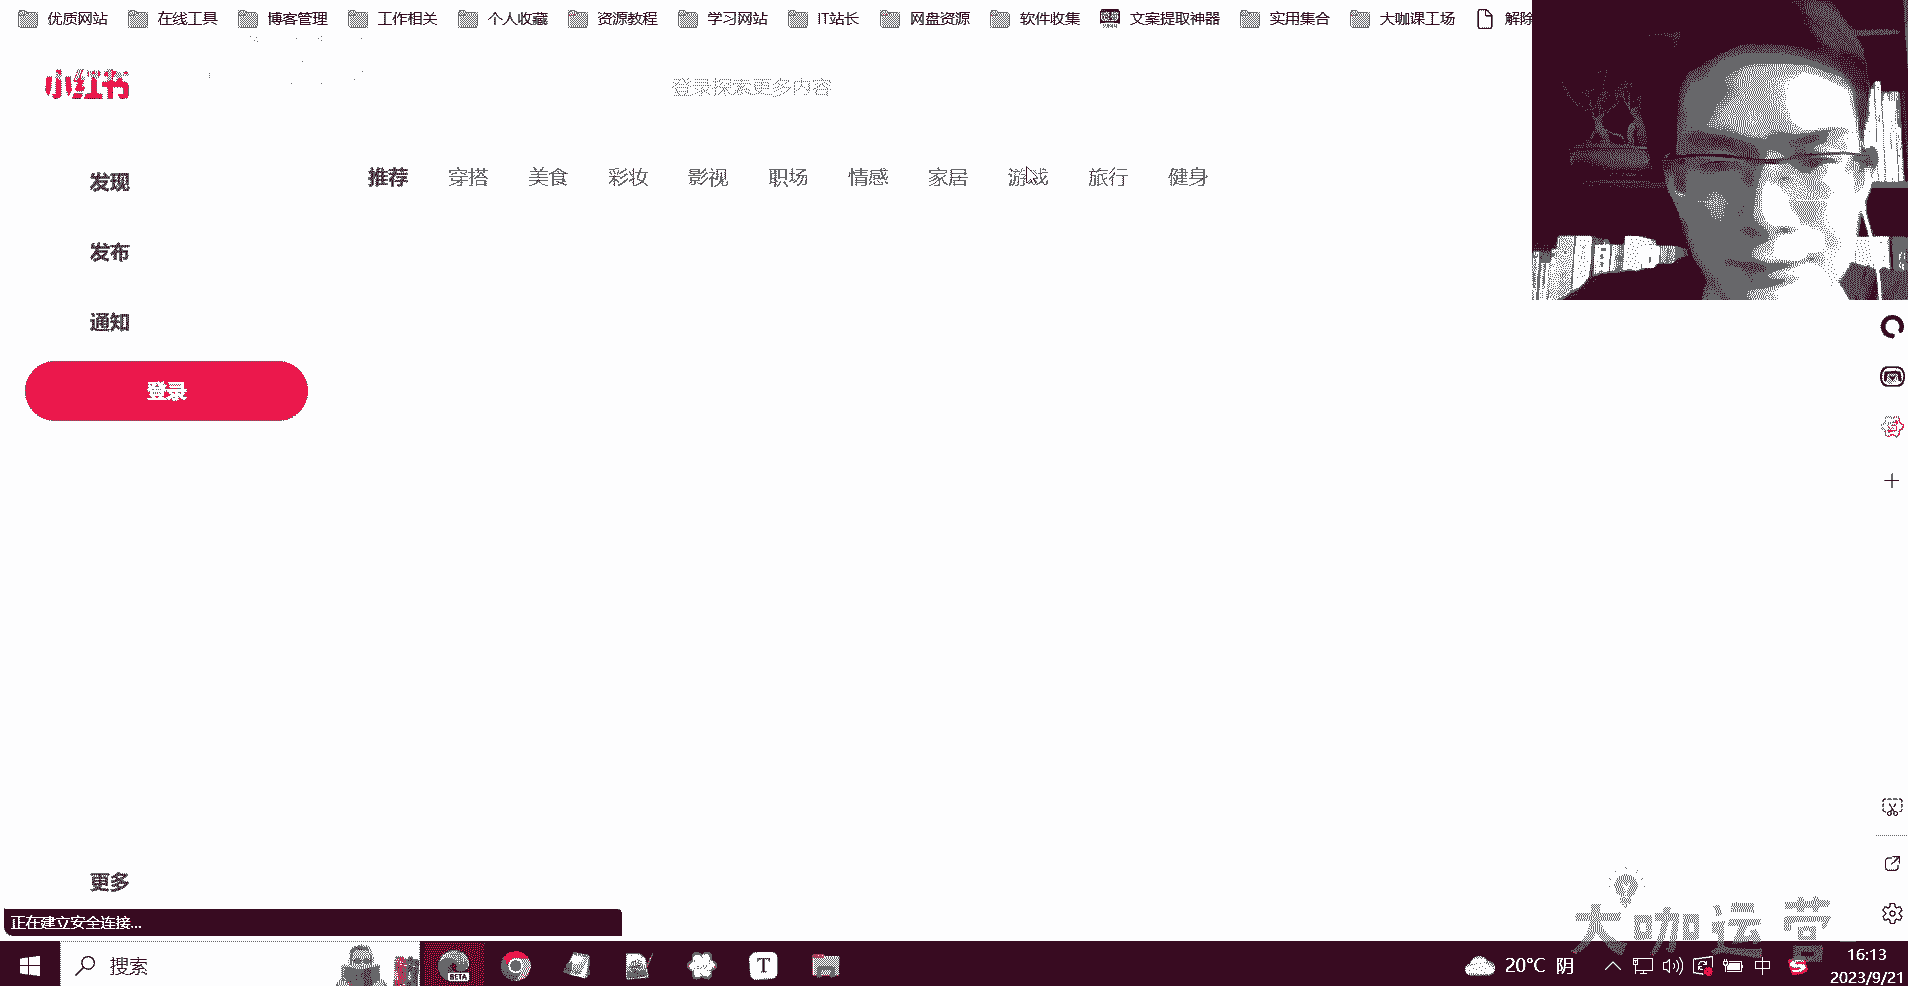 优质网站 在线工具 博客管理 工作相关 个人收藏 资源教程 学习网站 IT站长 网盘资源 软件收集 文案提取神器 实用集合 大咖课工场 解除
小红书
登录探索更多内容
推荐 穿搭 美食 彩妆 影视 职场 情感 家居 游戏 旅行 健身
发现
发布
通知
登录
更多
正在建立安全连接...
大咖运营
搜索
BETA
T
20°C 阴
中
16:13
2023/9/21